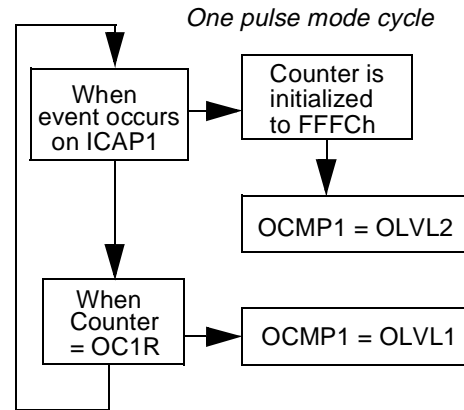 One pulse mode cycle
When
event occurs
on ICAP1
Counter is
initialized
to FFFCh
OCMP1 = OLVL2
When
Counter
= OC1R
OCMP1 = OLVL1